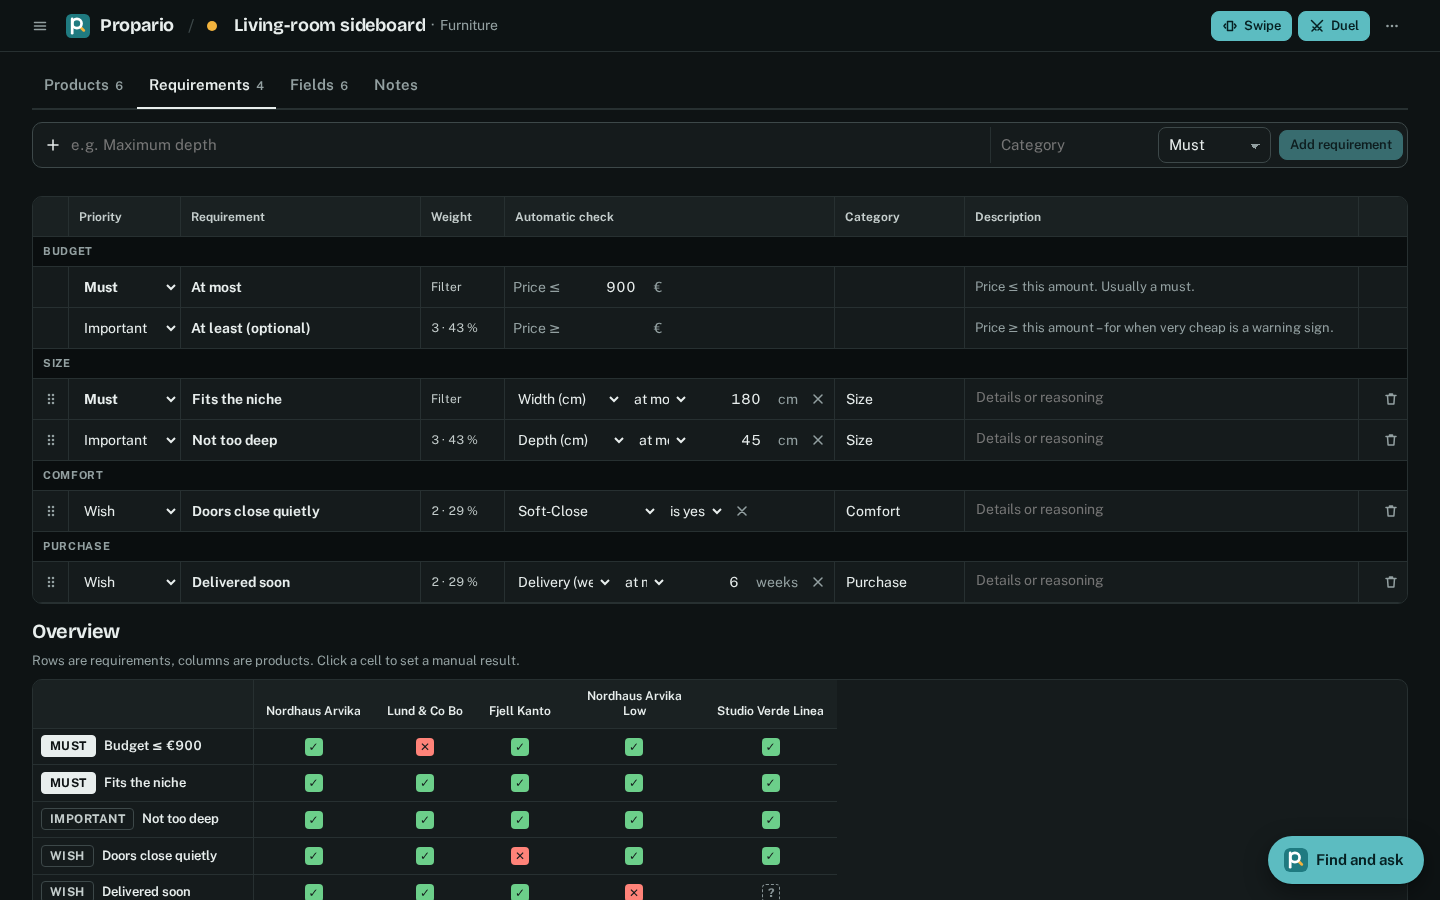 Propario / Living-room sideboard · Furniture
Swipe
Duel
Products 6
Requirements 4
Fields 6
Notes
e.g. Maximum depth
Category
Must
Add requirement
Priority Requirement Weight Automatic check Category Description
BUDGET
Must At most Filter Price ≤ 900 € Price ≤ this amount. Usually a must.
Important At least (optional) 3 · 43 % Price ≥ € Price ≥ this amount – for when very cheap is a warning sign.
SIZE
Must Fits the niche Filter Width (cm) at mo 180 cm Size Details or reasoning
Important Not too deep 3 · 43 % Depth (cm) at m 45 cm Size Details or reasoning
COMFORT
Wish Doors close quietly 2 · 29 % Soft-Close is yes Comfort Details or reasoning
PURCHASE
Wish Delivered soon 2 · 29 % Delivery (we at 6 weeks Purchase Details or reasoning
Overview
Rows are requirements, columns are products. Click a cell to set a manual result.
Nordhaus Arvika Lund & Co Bo Fjell Kanto Nordhaus Arvika Low Studio Verde Linea
MUST Budget ≤ €900
MUST Fits the niche
IMPORTANT Not too deep
WISH Doors close quietly
WISH Delivered soon ?
Find and ask